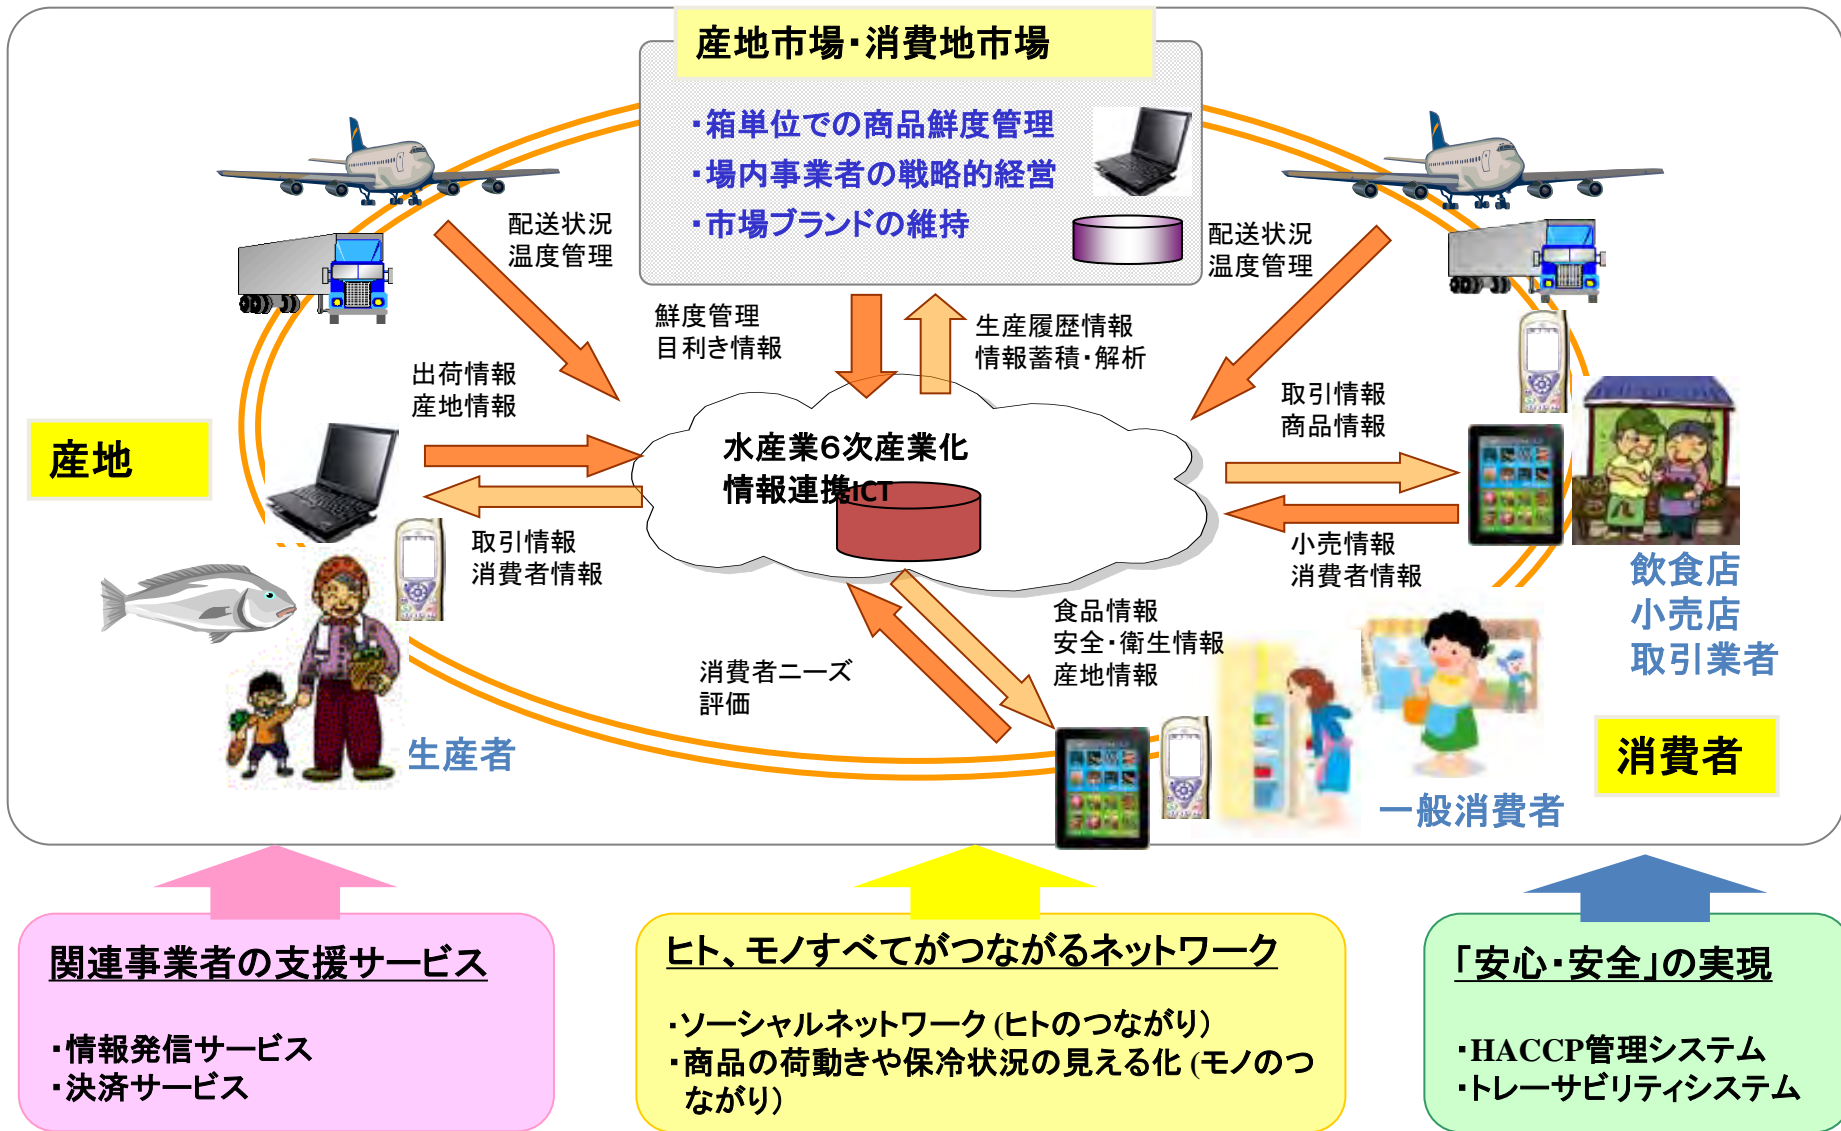 産地市場・消費地市場
・箱単位での商品鮮度管理
・場内事業者の戦略的経営
・市場ブランドの維持
配送状況
温度管理
配送状況
温度管理
鮮度管理
目利き情報
生産履歴情報
情報蓄積・解析
出荷情報
産地情報
取引情報
商品情報
産地
水産業6次産業化
情報連携ICT
取引情報
消費者情報
小売情報
消費者情報
飲食店
小売店
取引業者
食品情報
安全・衛生情報
産地情報
消費者ニーズ
評価
生産者
消費者
一般消費者
関連事業者の支援サービス
・情報発信サービス
・決済サービス
ヒト、モノすべてがつながるネットワーク
・ソーシャルネットワーク(ヒトのつながり)
・商品の荷動きや保冷状況の見える化(モノのつ
ながり)
「安心・安全」の実現
・HACCP管理システム
・トレーサビリティシステム